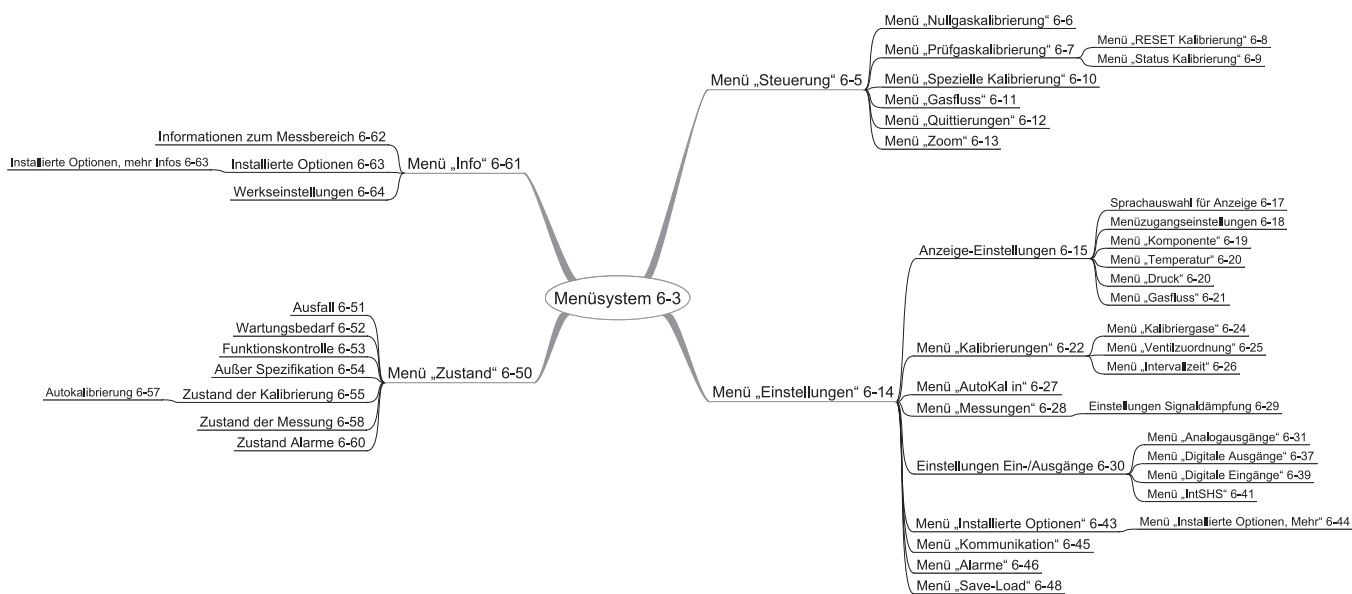 Menüsystem 6-3
Menü „Steuerung“ 6-5
Menü „Nullgaskalibrierung“ 6-6
Menü „Prüfgaskalibrierung“ 6-7
Menü „RESET Kalibrierung“ 6-8
Menü „Status Kalibrierung“ 6-9
Menü „Spezielle Kalibrierung“ 6-10
Menü „Gasfluss“ 6-11
Menü „Quittierungen“ 6-12
Menü „Zoom“ 6-13
Menü „Einstellungen“ 6-14
Anzeige-Einstellungen 6-15
Sprachauswahl für Anzeige 6-17
Menüzugangseinstellungen 6-18
Menü „Komponente“ 6-19
Menü „Temperatur“ 6-20
Menü „Druck“ 6-20
Menü „Gasfluss“ 6-21
Menü „Kalibrierungen“ 6-22
Menü „Kalibriergase“ 6-24
Menü „Ventilzuordnung“ 6-25
Menü „Intervallzeit“ 6-26
Menü „AutoKal in“ 6-27
Menü „Messungen“ 6-28
Einstellungen Signaldämpfung 6-29
Einstellungen Ein-/Ausgänge 6-30
Menü „Analogausgänge“ 6-31
Menü „Digitale Ausgänge“ 6-37
Menü „Digitale Eingänge“ 6-39
Menü „IntSHS“ 6-41
Menü „Installierte Optionen“ 6-43
Menü „Installierte Optionen, Mehr“ 6-44
Menü „Kommunikation“ 6-45
Menü „Alarme“ 6-46
Menü „Save-Load“ 6-48
Menü „Zustand“ 6-50
Ausfall 6-51
Wartungsbedarf 6-52
Funktionskontrolle 6-53
Außer Spezifikation 6-54
Zustand der Kalibrierung 6-55
Autokalibrierung 6-57
Zustand der Messung 6-58
Zustand Alarme 6-60
Menü „Info“ 6-61
Informationen zum Messbereich 6-62
Installierte Optionen 6-63
Installierte Optionen, mehr Infos 6-63
Werkseinstellungen 6-64